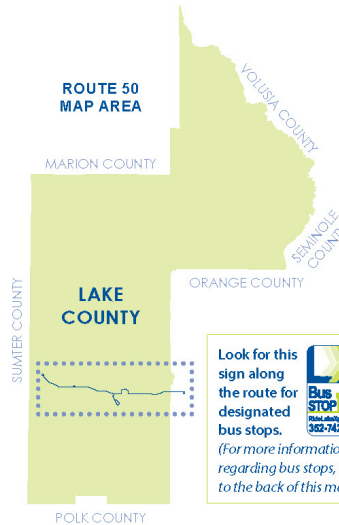 ROUTE 50
MAP AREA
VOLUSIA COUNTY
MARION COUNTY
SEMINOLE
COUNTY
ORANGE COUNTY
SUMTER COUNTY
LAKE
COUNTY
Look for this
sign along
the route for
designated
bus stops.
Bus
STOP
(For more information
regarding bus stops,
to the back of this
POLK COUNTY